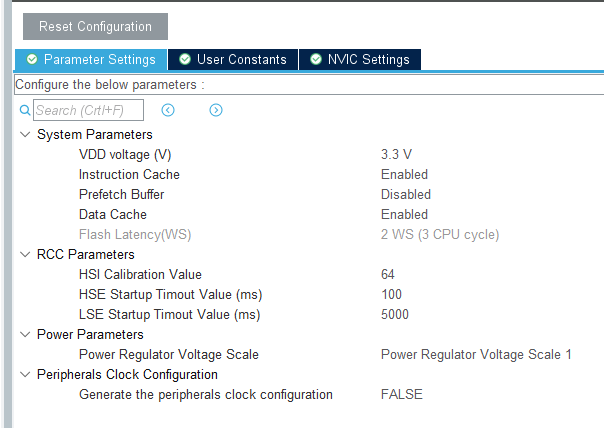 Reset Configuration
Parameter Settings User Constants NVIC Settings
Configure the below parameters :
Search (Crtl+F)
System Parameters
VDD voltage (V) 3.3 V
Instruction Cache Enabled
Prefetch Buffer Disabled
Data Cache Enabled
Flash Latency(WS) 2 WS (3 CPU cycle)
RCC Parameters
HSI Calibration Value 64
HSE Startup Timout Value (ms) 100
LSE Startup Timout Value (ms) 5000
Power Parameters
Power Regulator Voltage Scale Power Regulator Voltage Scale 1
Peripherals Clock Configuration
Generate the peripherals clock configuration FALSE